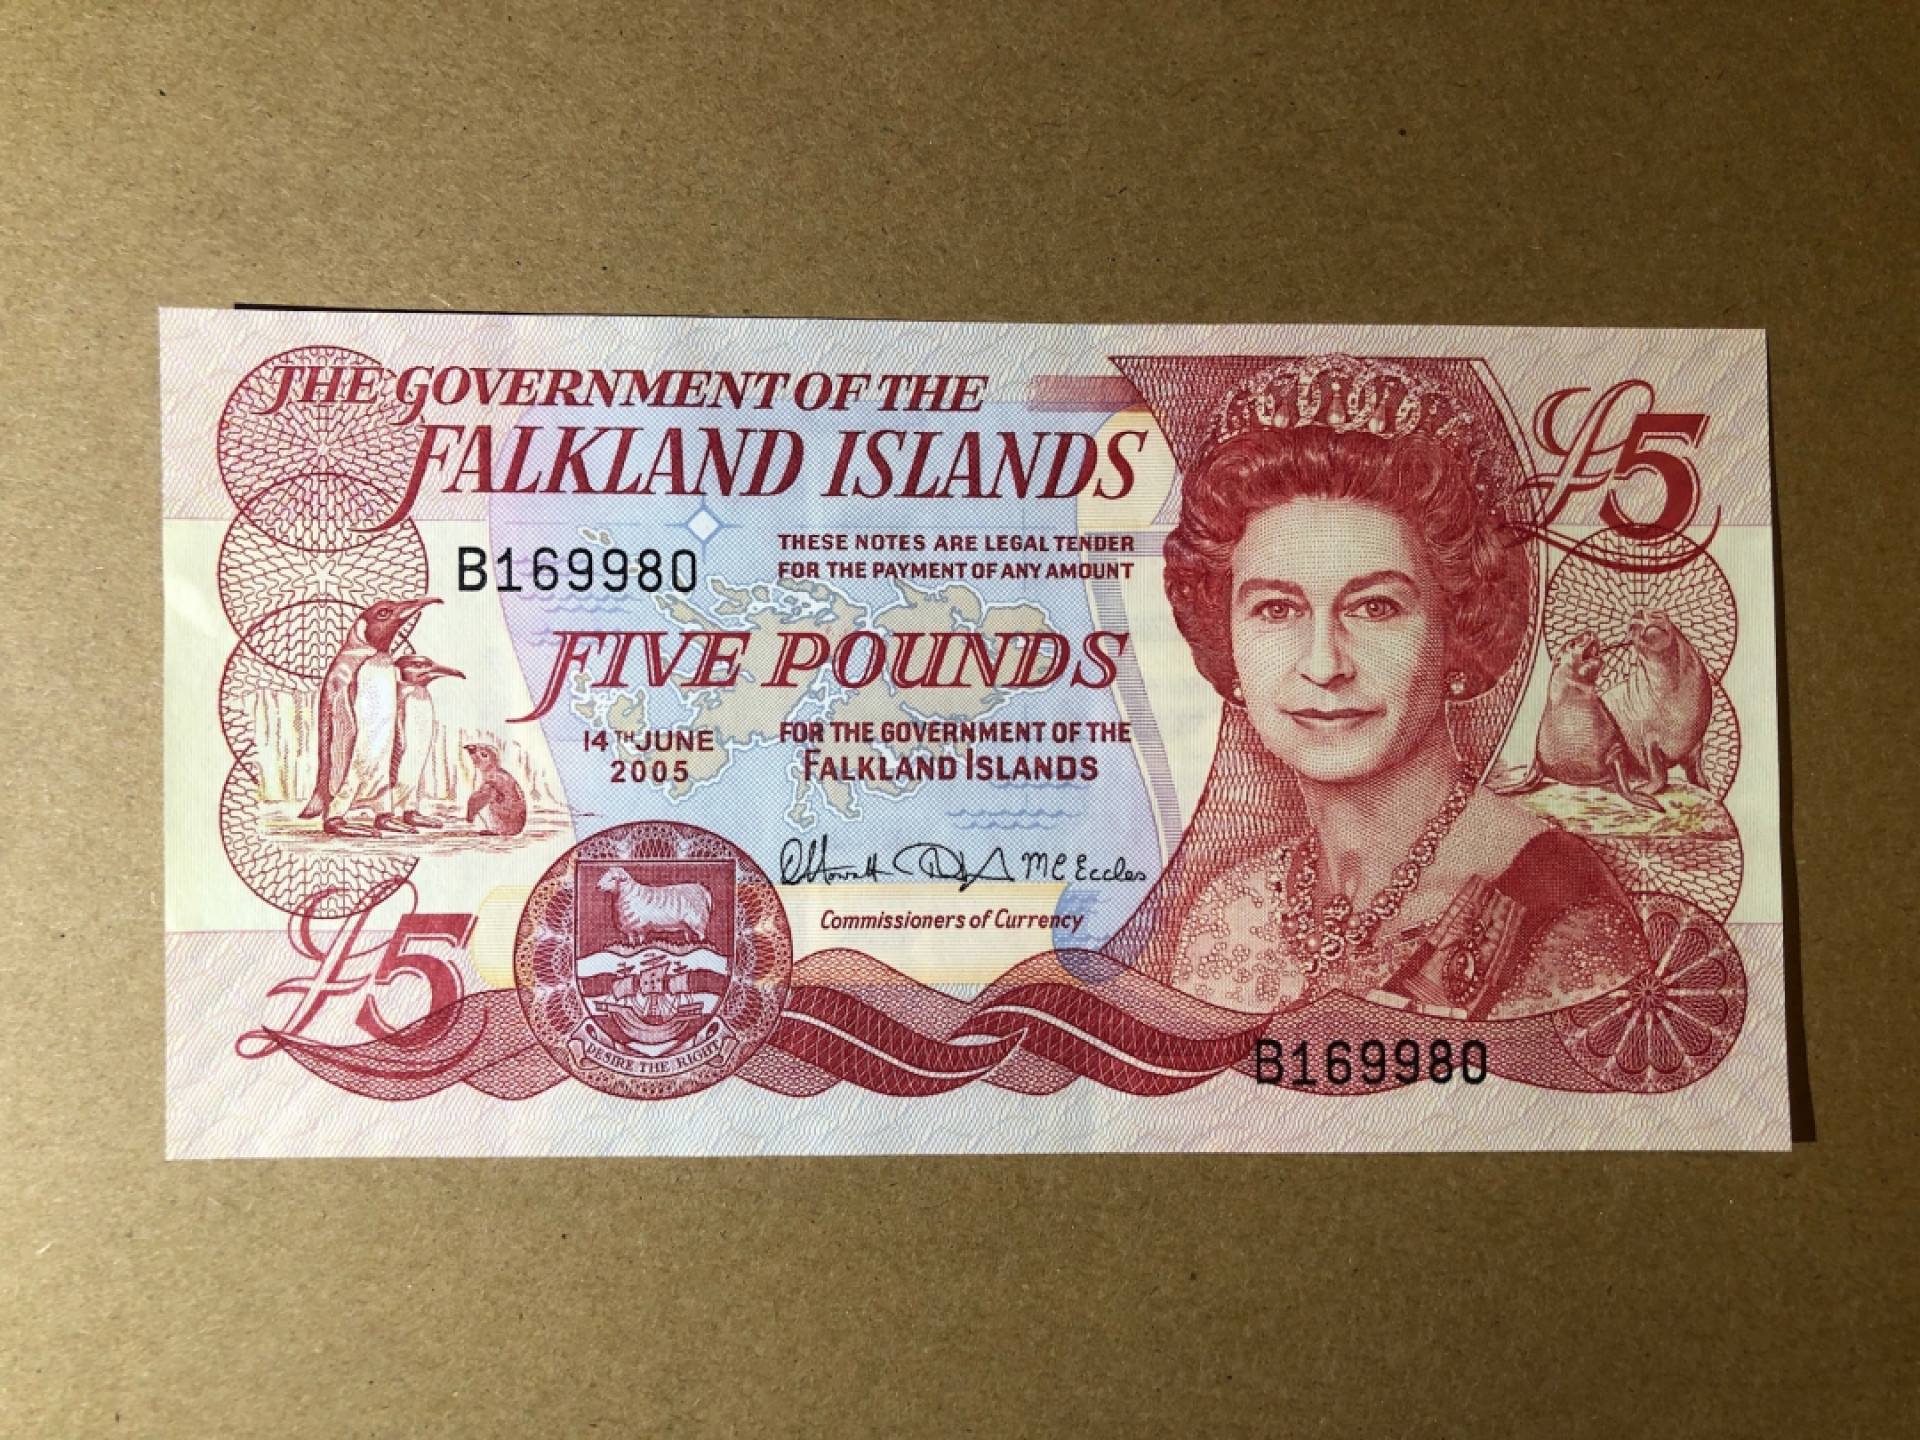 THE GOVERNMENT OF THE
FALKLAND ISLANDS
£5
B169980
THESE NOTES ARE LEGAL TENDER
FOR THE PAYMENT OF ANY AMOUNT
FIVE POUNDS
14TH JUNE
2005
FOR THE GOVERNMENT OF THE
FALKLAND ISLANDS
MC Eccles
Commissioners of Currency
£5
DESIRE THE RIGHT
B169980